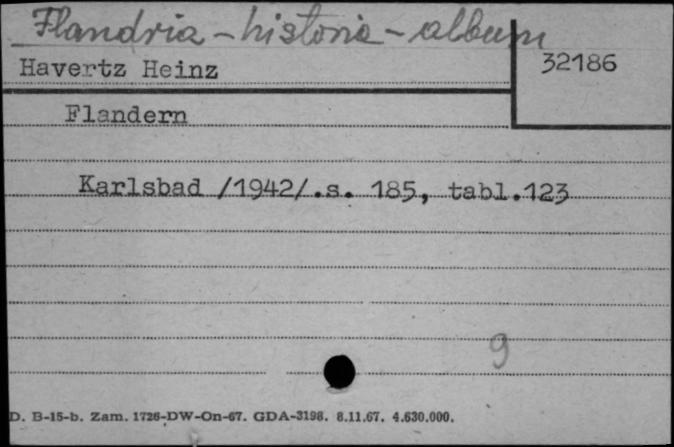 Flandria - historia - album
Havertz Heinz
32186
Flandern
Karlsbad /1942/.s. 185, tabl.123
9
D. B-15-b. Zam. 1726-DW-On-67. GDA-3198. 8.11.67. 4.630.000.